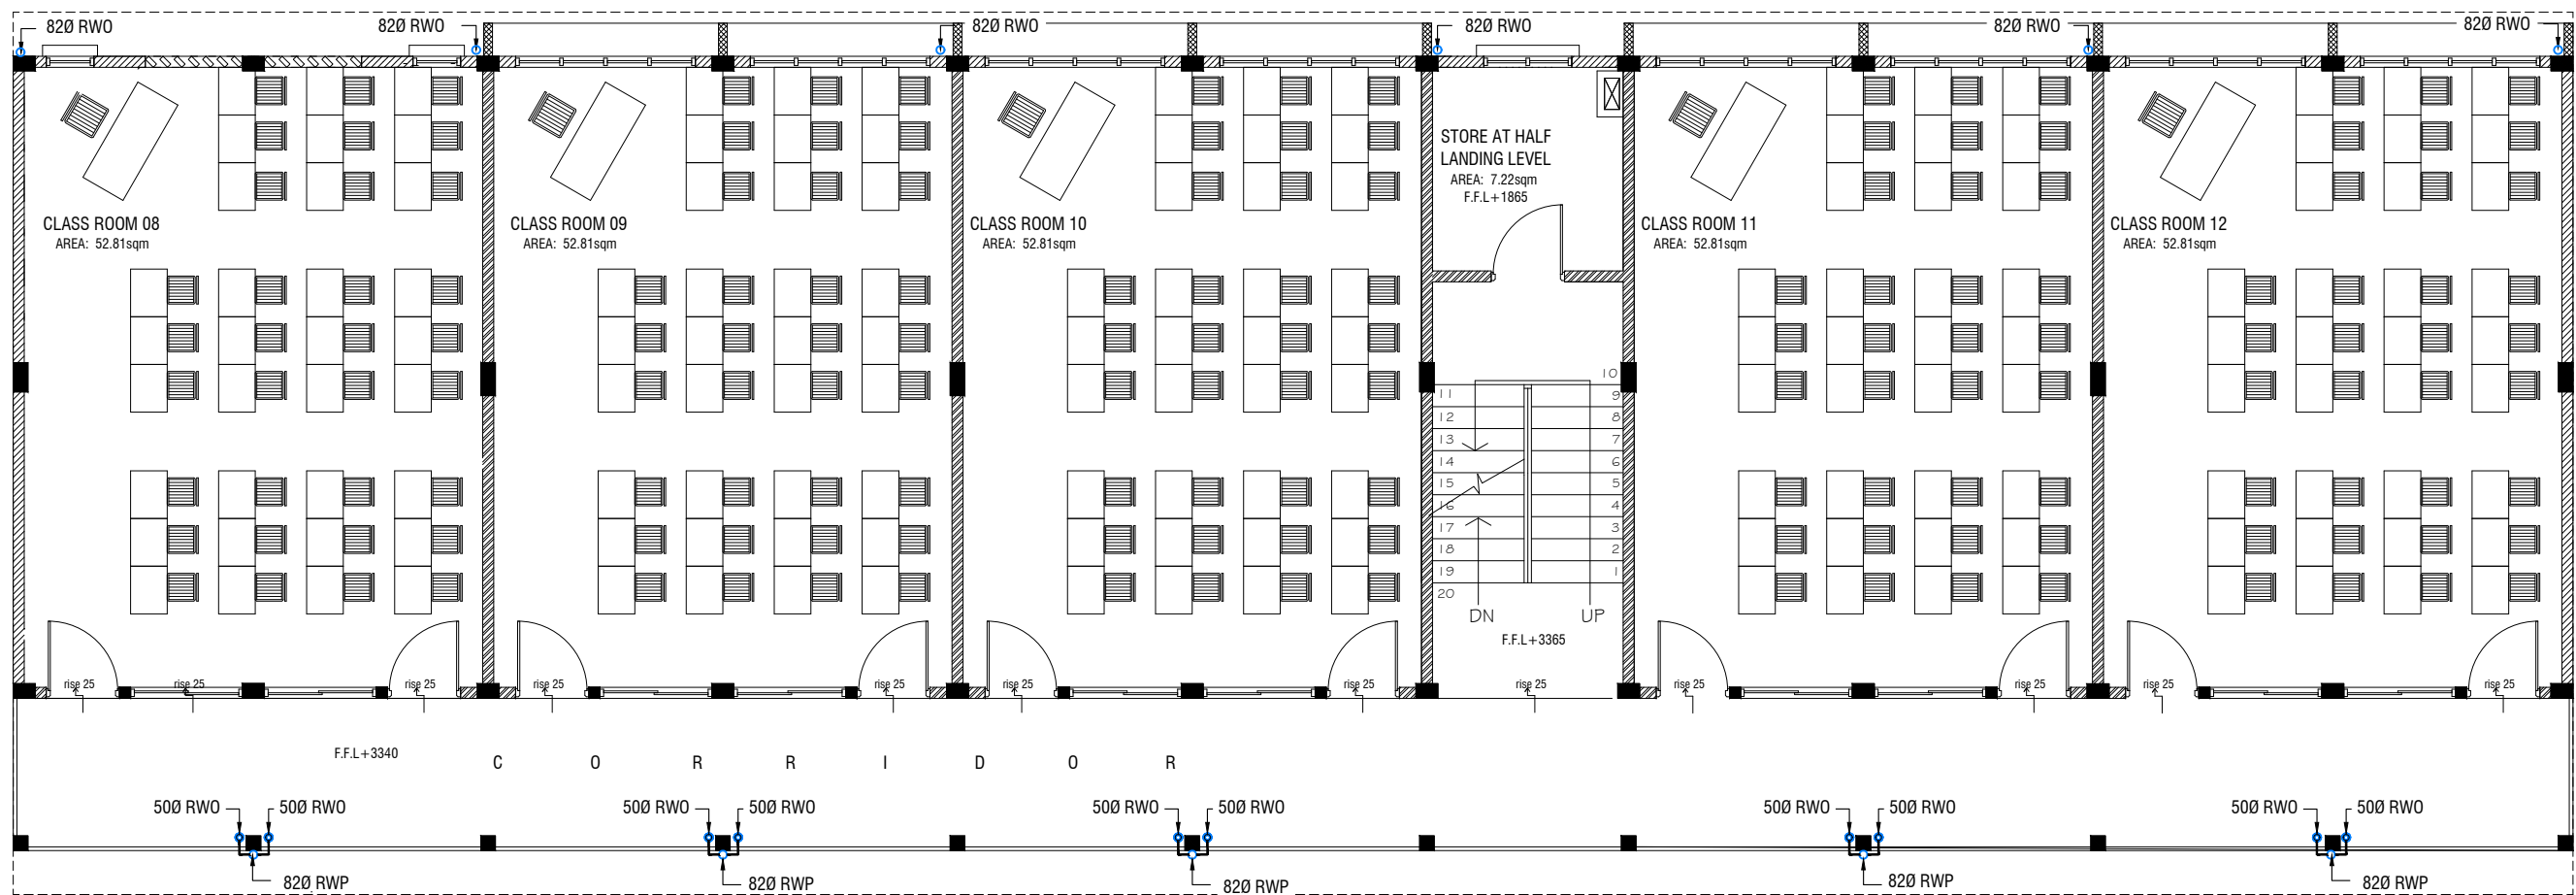 82Ø RWO
82Ø RWO
82Ø RWO
82Ø RWO
82Ø RWO
82Ø RWO
STORE AT HALF
LANDING LEVEL
AREA: 7.22sqm
F.F.L+1865
CLASS ROOM 08
AREA: 52.81sqm
CLASS ROOM 09
AREA: 52.81sqm
CLASS ROOM 10
AREA: 52.81sqm
CLASS ROOM 11
AREA: 52.81sqm
CLASS ROOM 12
AREA: 52.81sqm
10
11
9
12
8
13
7
14
6
15
5
16
4
17
3
18
2
19
1
20
DN
UP
F.F.L+3365
rise 25
rise 25
rise 25
rise 25
rise 25
rise 25
rise 25
rise 25
rise 25
rise 25
rise 25
rise 25
F.F.L+3340
C O R R I D O R
50Ø RWO
50Ø RWO
50Ø RWO
50Ø RWO
50Ø RWO
50Ø RWO
50Ø RWO
50Ø RWO
50Ø RWO
50Ø RWO
82Ø RWP
82Ø RWP
82Ø RWP
82Ø RWP
82Ø RWP